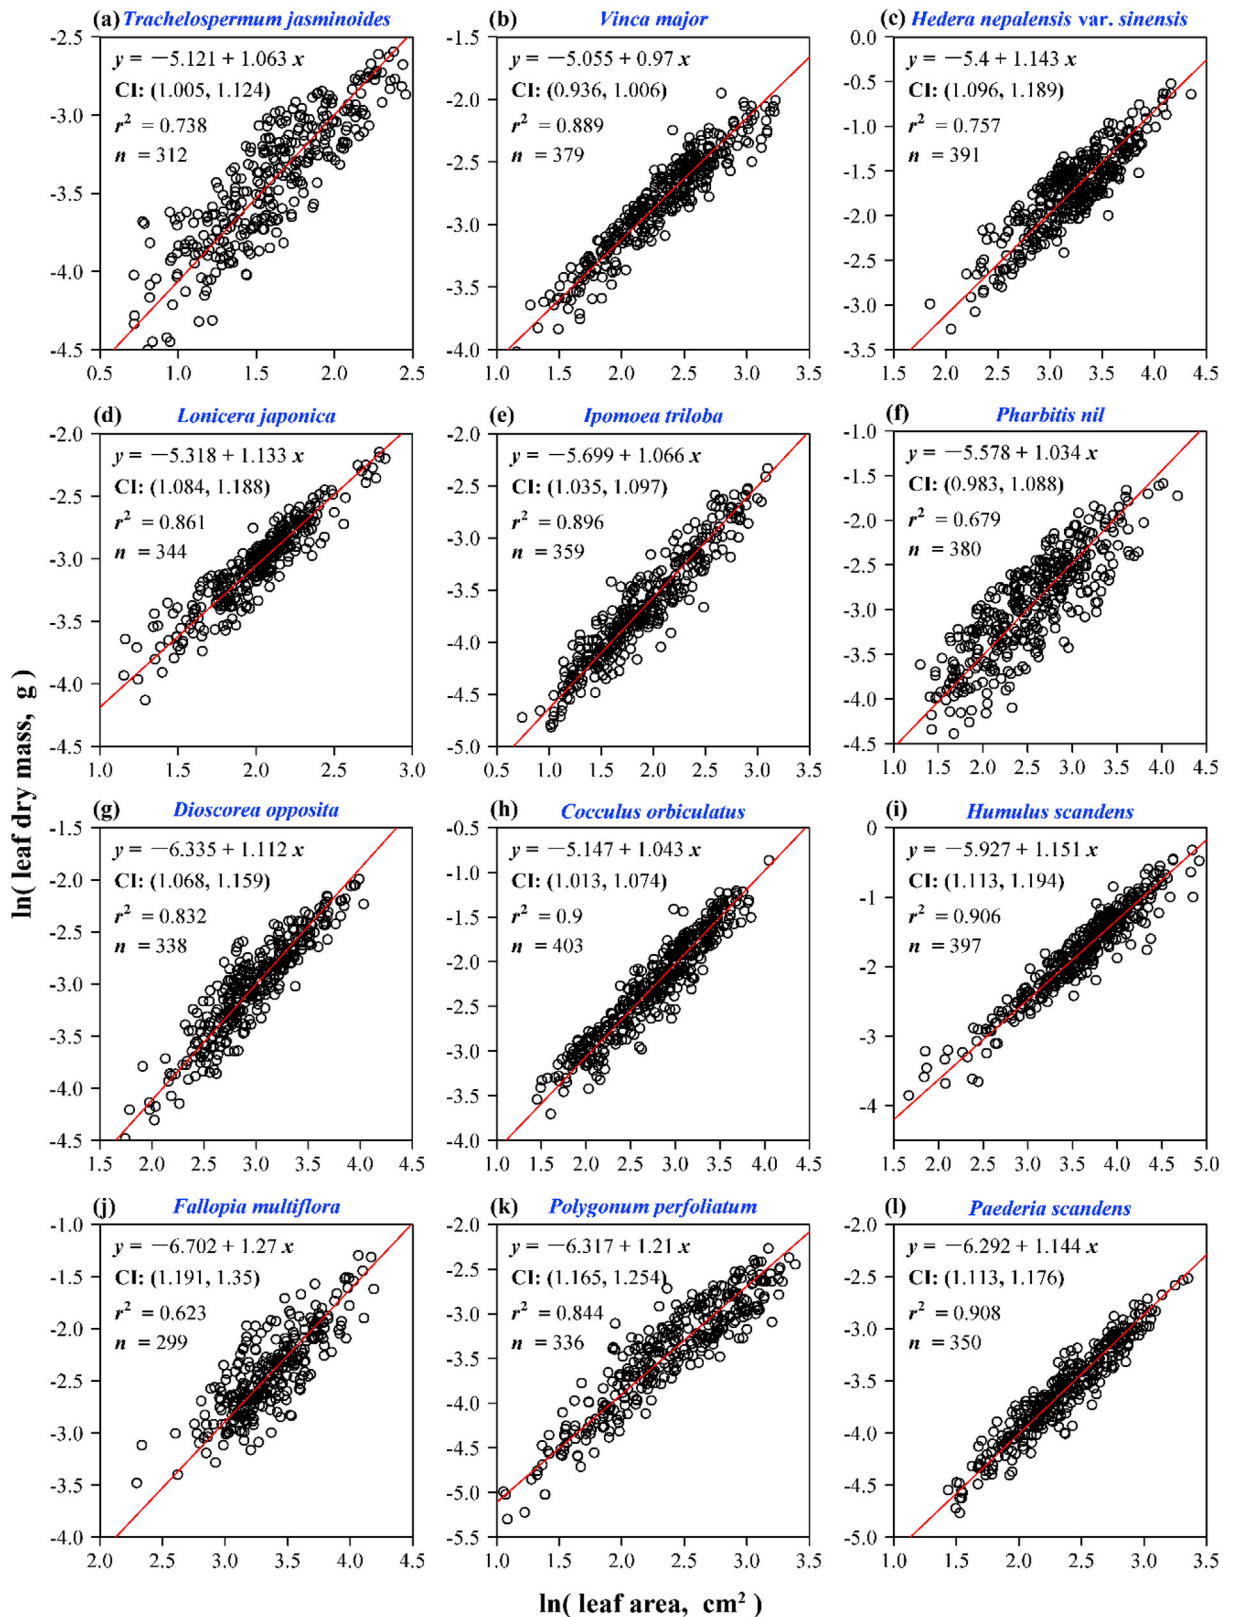 (a) Trachelospermum jasminoides
y = −5.121 + 1.063 x
CI: (1.005, 1.124)
r² = 0.738
n = 312
-2.5
-3.0
-3.5
-4.0
-4.5
0.5 1.0 1.5 2.0 2.5
(b) Vinca major
y = −5.055 + 0.97 x
CI: (0.936, 1.006)
r² = 0.889
n = 379
-1.5
-2.0
-2.5
-3.0
-3.5
-4.0
1.0 1.5 2.0 2.5 3.0 3.5
(c) Hedera nepalensis var. sinensis
y = −5.4 + 1.143 x
CI: (1.096, 1.189)
r² = 0.757
n = 391
0.0
-0.5
-1.0
-1.5
-2.0
-2.5
-3.0
-3.5
1.5 2.0 2.5 3.0 3.5 4.0 4.5
(d) Lonicera japonica
y = −5.318 + 1.133 x
CI: (1.084, 1.188)
r² = 0.861
n = 344
-2.0
-2.5
-3.0
-3.5
-4.0
-4.5
1.0 1.5 2.0 2.5 3.0
(e) Ipomoea triloba
y = −5.699 + 1.066 x
CI: (1.035, 1.097)
r² = 0.896
n = 359
-2.0
-2.5
-3.0
-3.5
-4.0
-4.5
-5.0
0.5 1.0 1.5 2.0 2.5 3.0 3.5
(f) Pharbitis nil
y = −5.578 + 1.034 x
CI: (0.983, 1.088)
r² = 0.679
n = 380
-1.0
-1.5
-2.0
-2.5
-3.0
-3.5
-4.0
-4.5
1.0 1.5 2.0 2.5 3.0 3.5 4.0 4.5
(g) Dioscorea opposita
y = −6.335 + 1.112 x
CI: (1.068, 1.159)
r² = 0.832
n = 338
-1.5
-2.0
-2.5
-3.0
-3.5
-4.0
-4.5
1.5 2.0 2.5 3.0 3.5 4.0 4.5
(h) Cocculus orbiculatus
y = −5.147 + 1.043 x
CI: (1.013, 1.074)
r² = 0.9
n = 403
-0.5
-1.0
-1.5
-2.0
-2.5
-3.0
-3.5
-4.0
1.0 1.5 2.0 2.5 3.0 3.5 4.0 4.5
(i) Humulus scandens
y = −5.927 + 1.151 x
CI: (1.113, 1.194)
r² = 0.906
n = 397
0
-1
-2
-3
-4
1.5 2.0 2.5 3.0 3.5 4.0 4.5 5.0
(j) Fallopia multiflora
y = −6.702 + 1.27 x
CI: (1.191, 1.35)
r² = 0.623
n = 299
-1.0
-1.5
-2.0
-2.5
-3.0
-3.5
-4.0
2.0 2.5 3.0 3.5 4.0 4.5
(k) Polygonum perfoliatum
y = −6.317 + 1.21 x
CI: (1.165, 1.254)
r² = 0.844
n = 336
-2.0
-2.5
-3.0
-3.5
-4.0
-4.5
-5.0
-5.5
1.0 1.5 2.0 2.5 3.0 3.5
(l) Paederia scandens
y = −6.292 + 1.144 x
CI: (1.113, 1.176)
r² = 0.908
n = 350
-2.0
-2.5
-3.0
-3.5
-4.0
-4.5
-5.0
1.0 1.5 2.0 2.5 3.0 3.5
ln( leaf dry mass, g )
ln( leaf area, cm² )